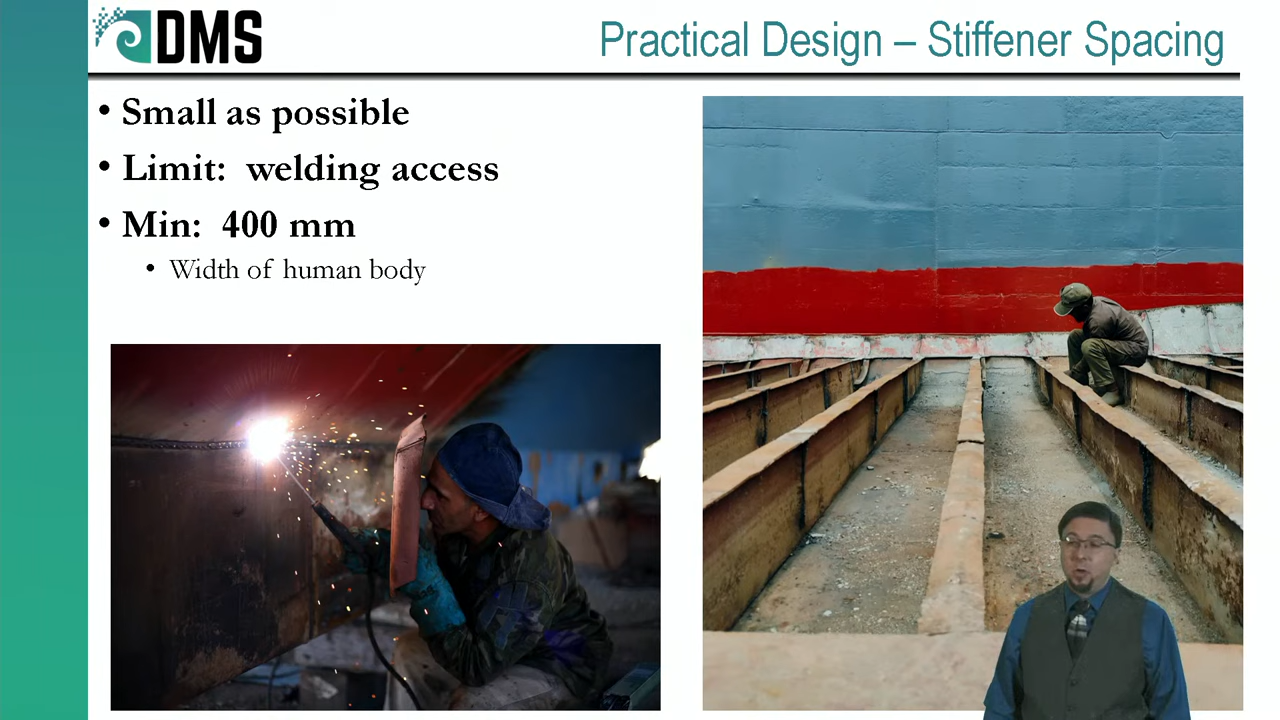 DMS
Practical Design – Stiffener Spacing
• Small as possible
• Limit: welding access
• Min: 400 mm
• Width of human body